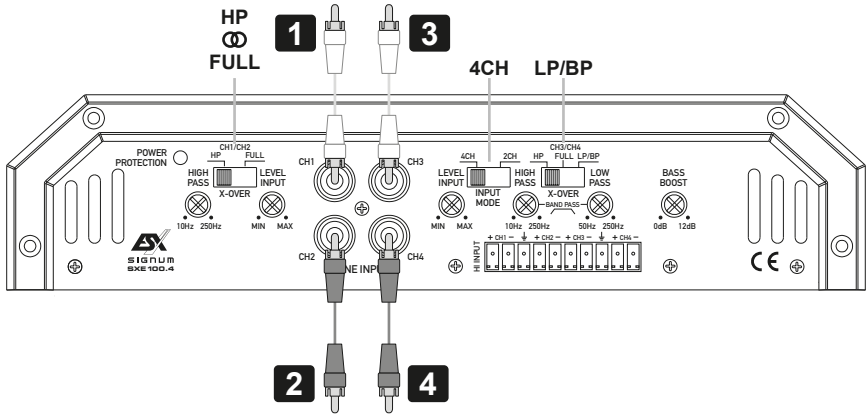 HP
FULL
1
3
4CH
LP/BP
2
4
POWER
PROTECTION
CH1/CH2
HP
FULL
X-OVER
HIGH
PASS
10Hz 250Hz
LEVEL
INPUT
MIN MAX
CH1
CH3
CH2
CH4
NE INPU
LEVEL
INPUT
MIN MAX
4CH
2CH
INPUT
MODE
HIGH
PASS
10Hz 250Hz
CH3/CH4
HP FULL LP/BP
X-OVER
BAND PASS
LOW
PASS
50Hz 250Hz
BASS
BOOST
0dB 12dB
HI INPUT
+ CH1 − + CH2 − + CH3 − + CH4 −
ESX
SIGNUM
SXE100.4
CE